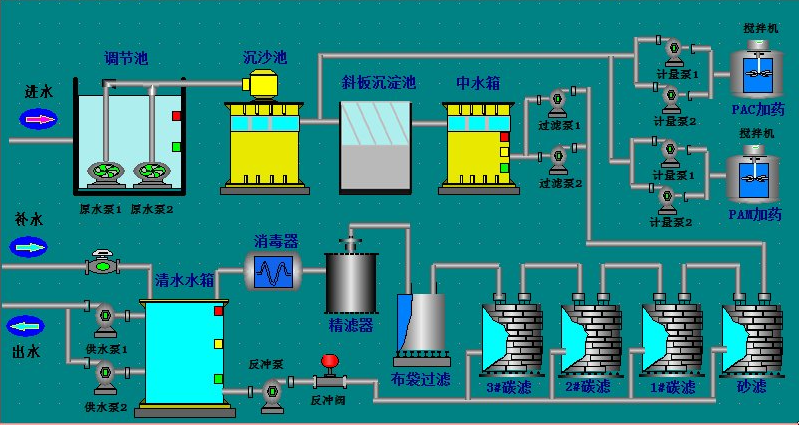 调节池
沉沙池
斜板沉淀池
中水箱
搅拌机
进水
计量泵1
计量泵2
PAC加药
过滤泵1
过滤泵2
搅拌机
计量泵1
计量泵2
PAM加药
原水泵1
原水泵2
补水
清水水箱
消毒器
精滤器
出水
供水泵1
供水泵2
反冲泵
反冲阀
布袋过滤
3#碳滤
2#碳滤
1#碳滤
砂滤